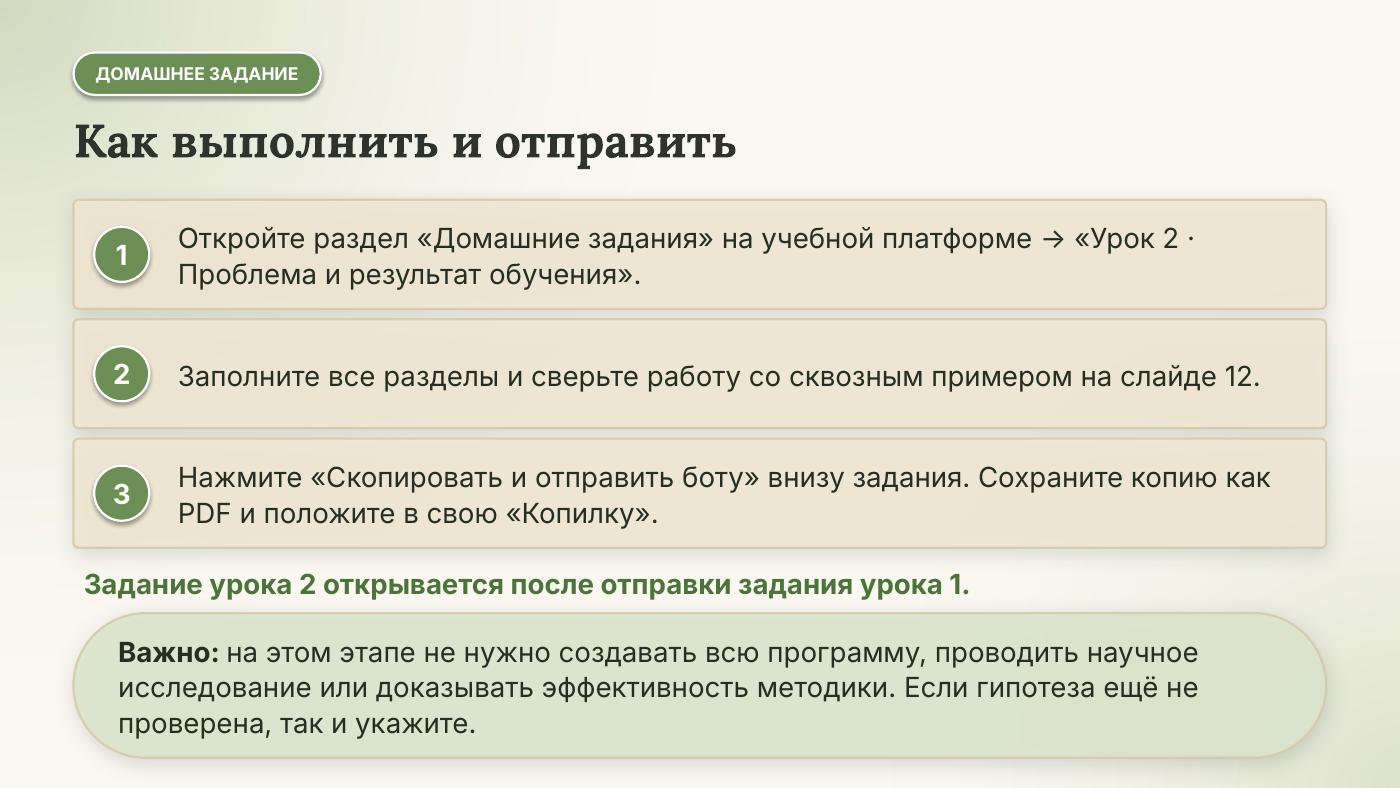 ДОМАШНЕЕ ЗАДАНИЕ
Как выполнить и отправить
1
Откройте раздел «Домашние задания» на учебной платформе → «Урок 2 ·
Проблема и результат обучения».
2
Заполните все разделы и сверьте работу со сквозным примером на слайде 12.
3
Нажмите «Скопировать и отправить боту» внизу задания. Сохраните копию как
PDF и положите в свою «Копилку».
Задание урока 2 открывается после отправки задания урока 1.
Важно: на этом этапе не нужно создавать всю программу, проводить научное
исследование или доказывать эффективность методики. Если гипотеза ещё не
проверена, так и укажите.